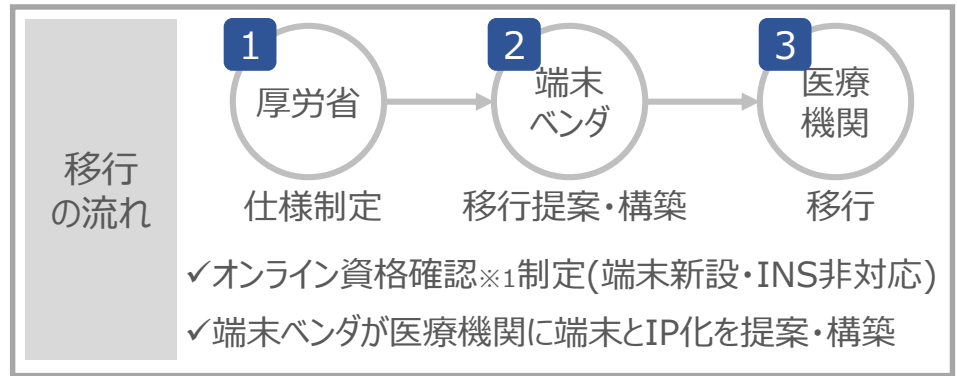 移行
の流れ
1
厚労省
仕様制定
2
端末
ベンダ
移行提案・構築
3
医療
機関
移行
✓オンライン資格確認※1制定(端末新設・INS非対応)
✓端末ベンダが医療機関に端末とIP化を提案・構築